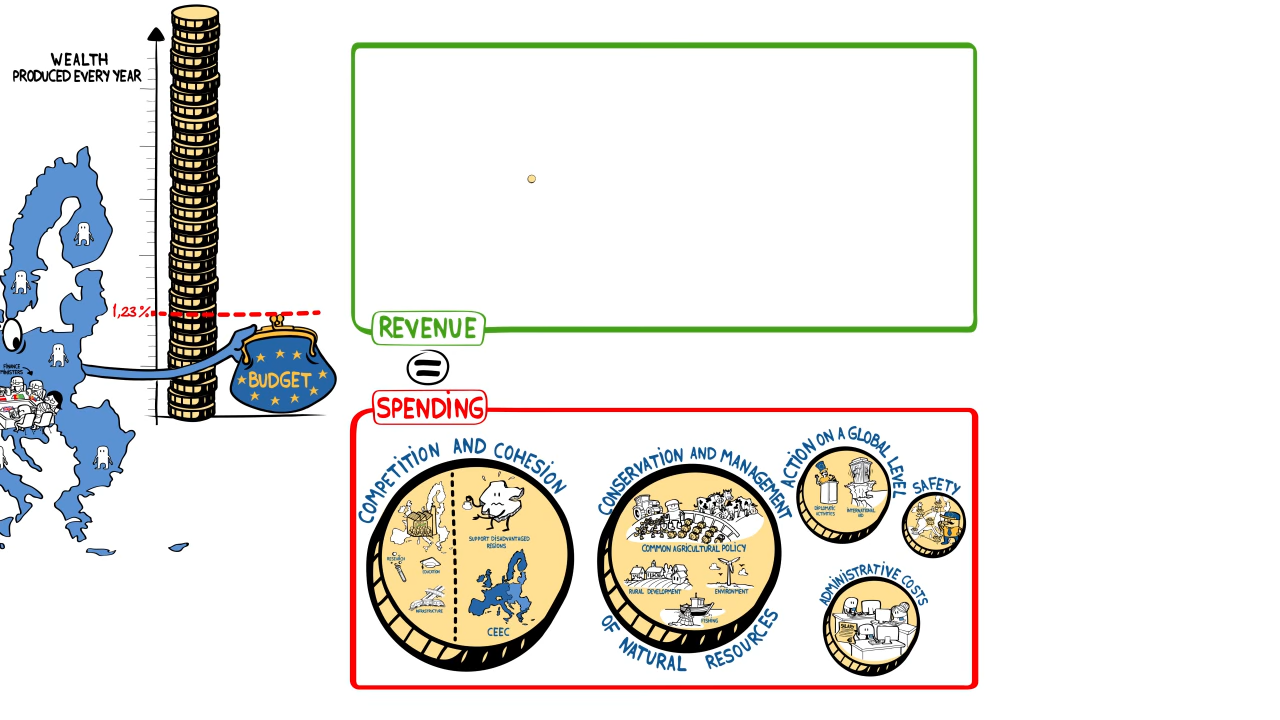 WEALTH
PRODUCED EVERY YEAR
1,23%
FINANCE
MINISTERS
BUDGET
REVENUE
=
SPENDING
COMPETITION AND COHESION
RESEARCH
EDUCATION
INFRASTRUCTURE
SUPPORT DISADVANTAGED
REGIONS
CEEC
CONSERVATION AND MANAGEMENT
OF NATURAL RESOURCES
COMMON AGRICULTURAL POLICY
RURAL DEVELOPMENT
ENVIRONMENT
FISHING
ACTION ON A GLOBAL LEVEL
DIPLOMATIC
ACTIVITIES
INTERNATIONAL
AID
SAFETY
ADMINISTRATIVE COSTS